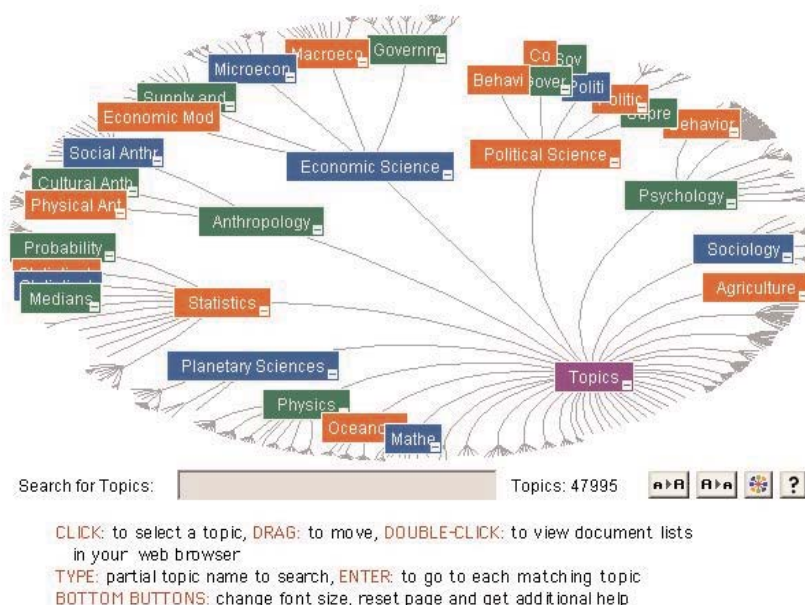 Macroeco
Governm
Co
Sov
Microecon
Behavi
Gover
Politi
Politic
Supply and
Economic Mod
Supre
Behavior
Social Anthr
Economic Science
Political Science
Cultural Anth
Psychology
Physical Ant
Anthropology
Probability
Sociology
Medians
Statistics
Agriculture
Planetary Sciences
Topics
Physics
Oceano
Mathe
Search for Topics:
Topics: 47995
A▸A
A▸a
?
CLICK: to select a topic, DRAG: to move, DOUBLE-CLICK: to view document lists
in your web browser
TYPE: partial topic name to search, ENTER: to go to each matching topic
BOTTOM BUTTONS: change font size, reset page and get additional help